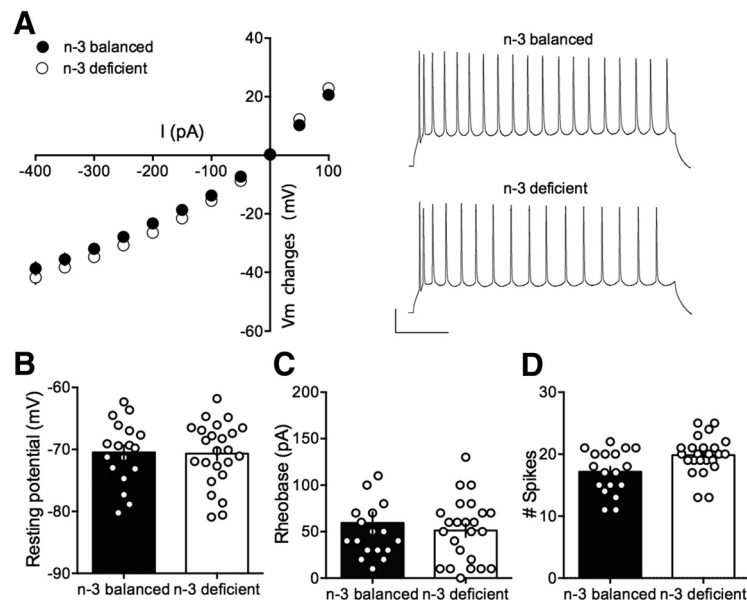 A
n-3 balanced
n-3 deficient
I (pA)
-400 -300 -200 -100 100
40
20
-20
-40
-60
Vm changes (mV)
n-3 balanced
n-3 deficient
B
Resting potential (mV)
-60
-70
-80
-90
n-3 balanced n-3 deficient
C
Rheobase (pA)
200
150
100
50
0
n-3 balanced n-3 deficient
D
# Spikes
30
20
10
0
n-3 balanced n-3 deficient